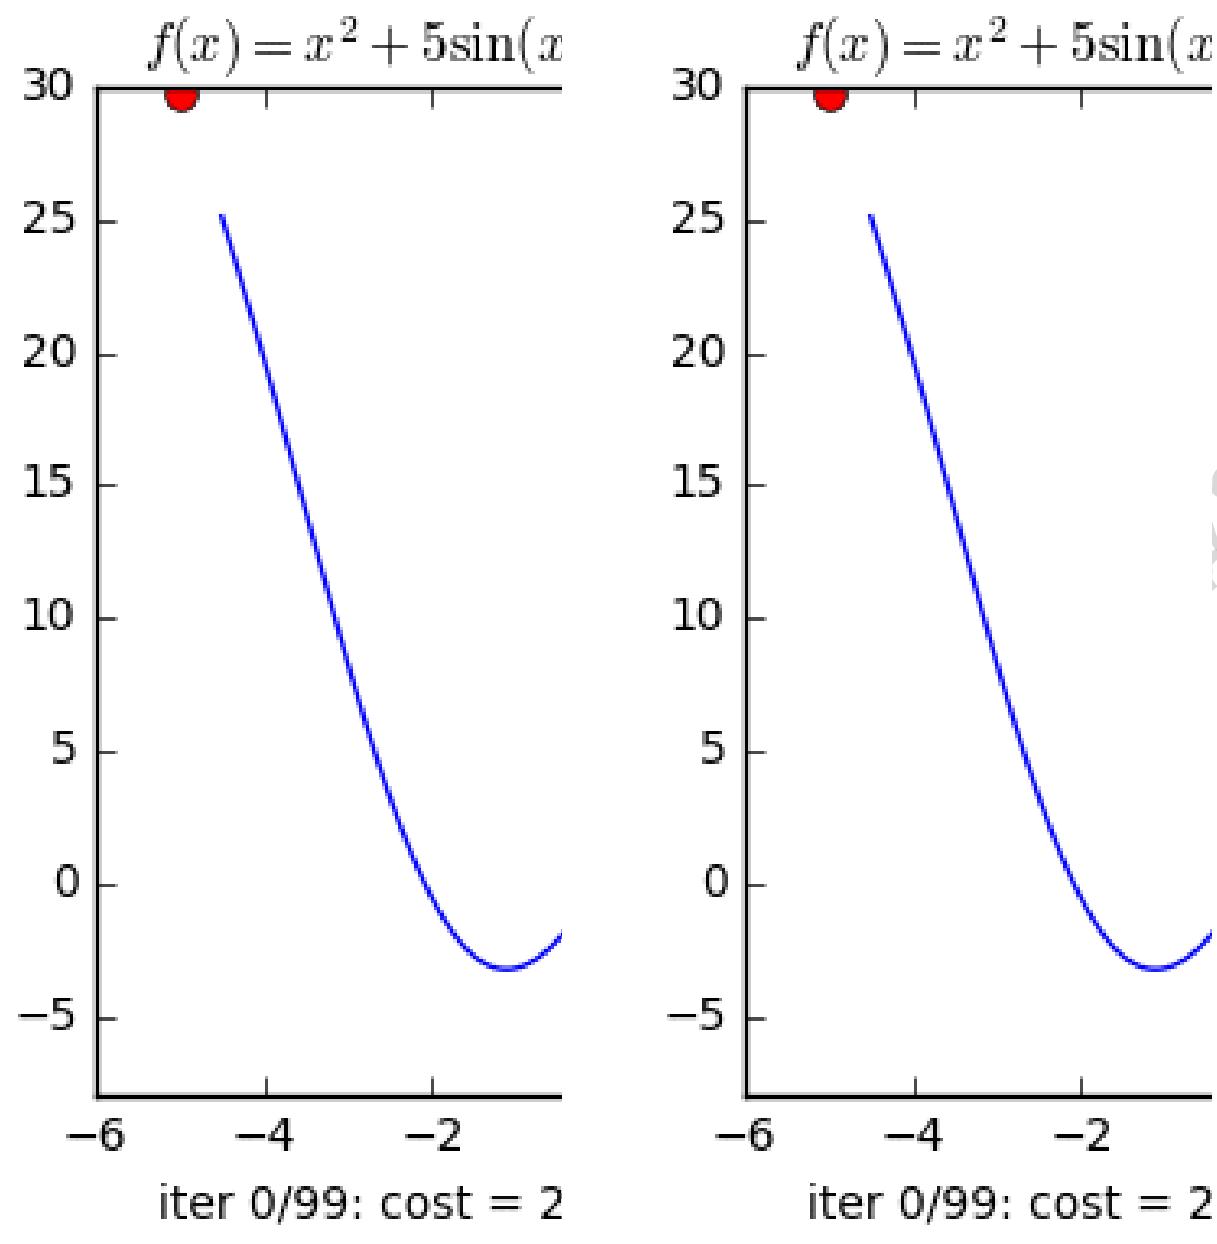 f(x) = x² + 5sin(x
30
25
20
15
10
5
0
−5
−6 −4 −2
iter 0/99: cost = 2
f(x) = x² + 5sin(x
30
25
20
15
10
5
0
−5
−6 −4 −2
iter 0/99: cost = 2